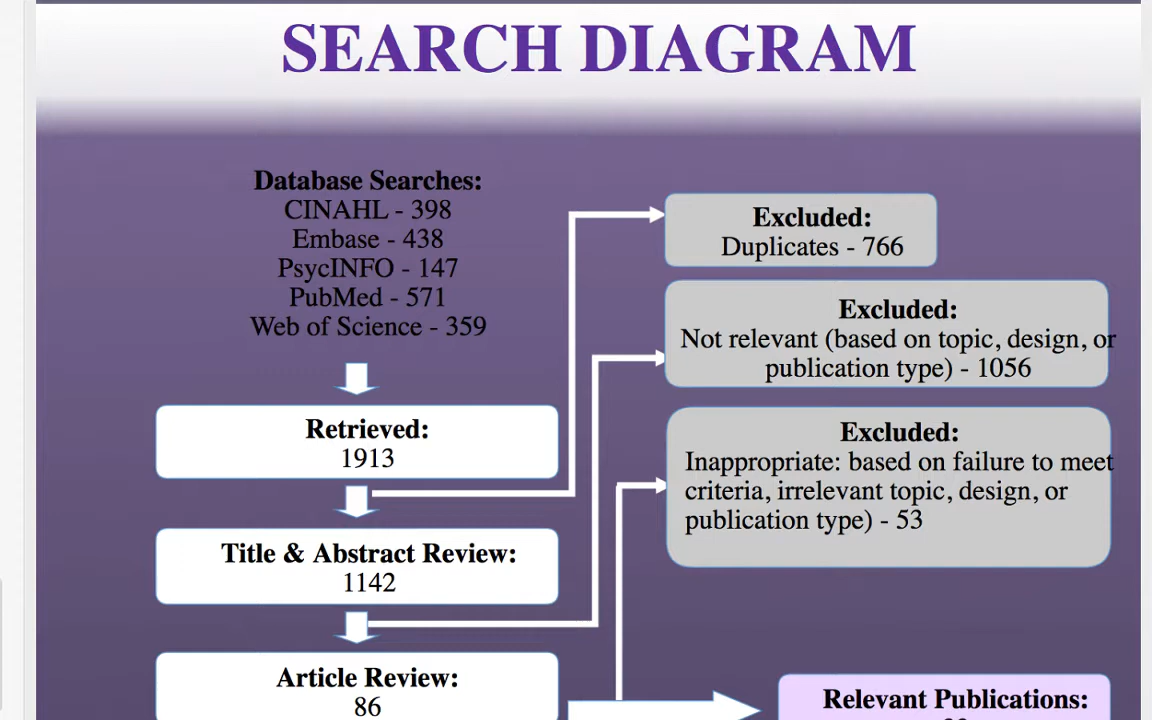 SEARCH DIAGRAM
Database Searches:
CINAHL - 398
Embase - 438
PsycINFO - 147
PubMed - 571
Web of Science - 359
Excluded:
Duplicates - 766
Excluded:
Not relevant (based on topic, design, or
publication type) - 1056
Retrieved:
1913
Excluded:
Inappropriate: based on failure to meet
criteria, irrelevant topic, design, or
publication type) - 53
Title & Abstract Review:
1142
Article Review:
86
Relevant Publications: